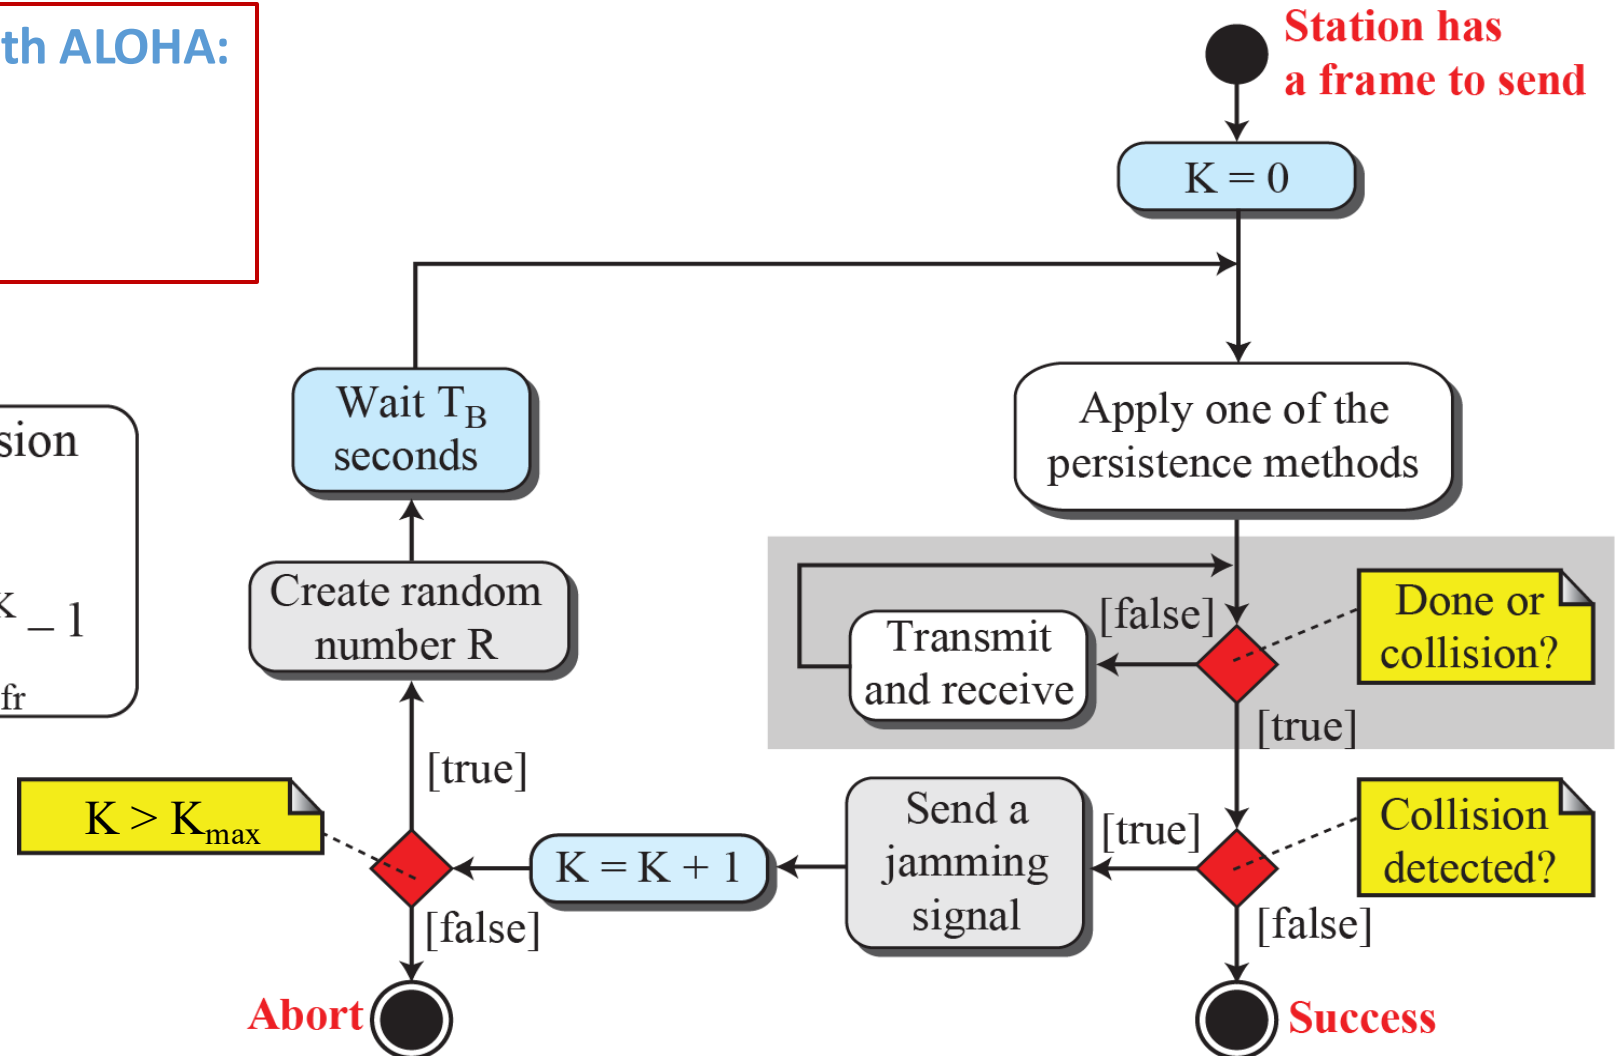 th ALOHA:
Station has
a frame to send
K = 0
Wait T_B
seconds
Apply one of the
persistence methods
sion
K – 1
fr
Create random
number R
[false]
Transmit
and receive
Done or
collision?
[true]
[true]
K > K_max
Send a
jamming
signal
[true]
Collision
detected?
K = K + 1
[false]
[false]
Abort
Success